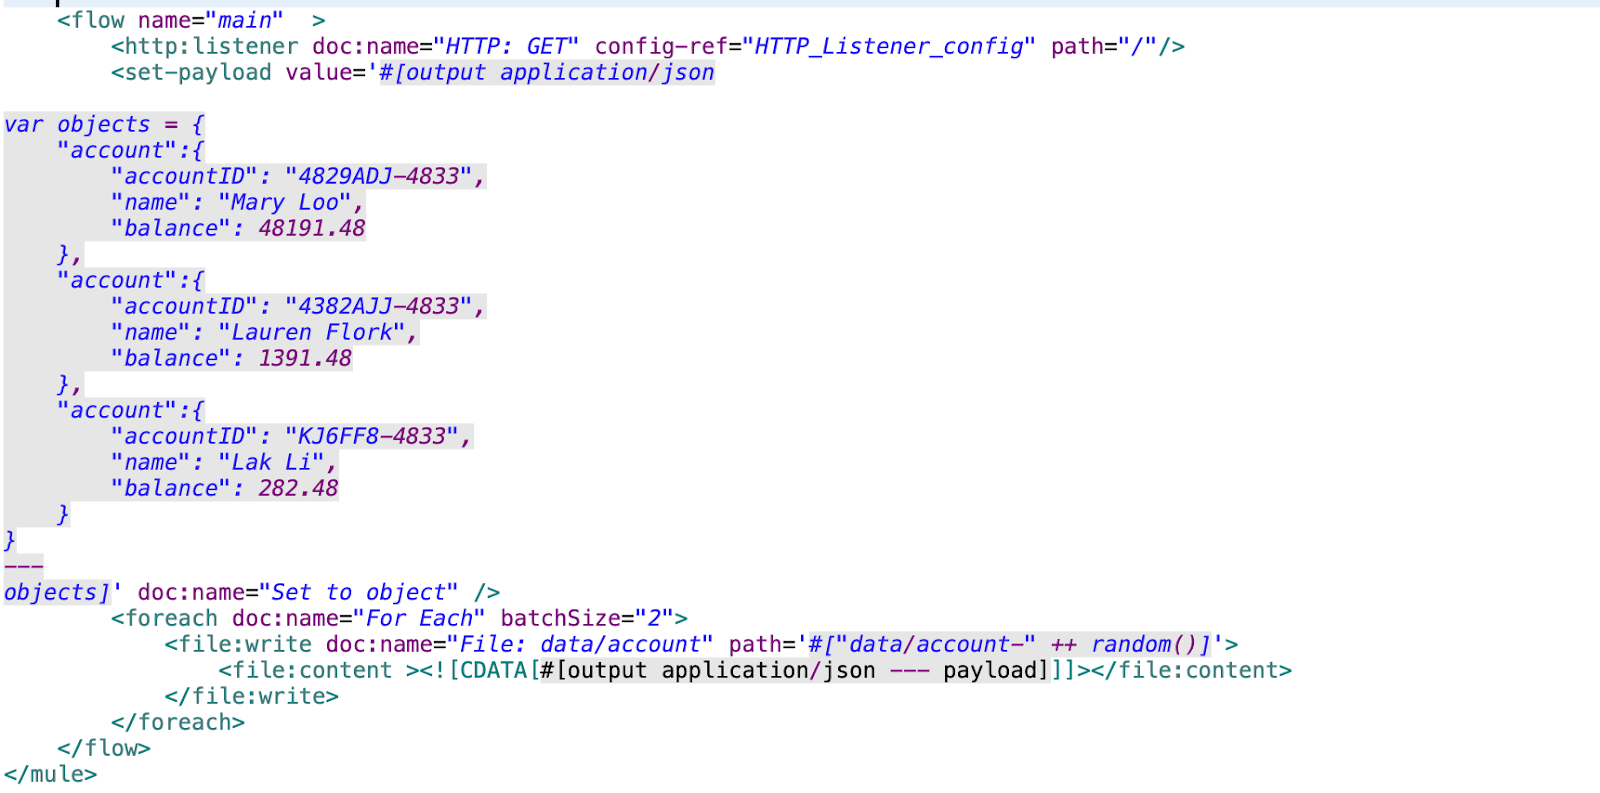 <flow name="main"  >
<http:listener doc:name="HTTP: GET" config-ref="HTTP_Listener_config" path="/"/>
<set-payload value='#[output application/json
var objects = {
"account":{
"accountID": "4829ADJ-4833",
"name": "Mary Loo",
"balance": 48191.48
},
"account":{
"accountID": "4382AJJ-4833",
"name": "Lauren Flork",
"balance": 1391.48
},
"account":{
"accountID": "KJ6FF8-4833",
"name": "Lak Li",
"balance": 282.48
}
}
---
objects]' doc:name="Set to object" />
<foreach doc:name="For Each" batchSize="2">
<file:write doc:name="File: data/account" path='#["data/account-" ++ random()]'>
<file:content ><![CDATA[#[output application/json --- payload]]]></file:content>
</file:write>
</foreach>
</flow>
</mule>